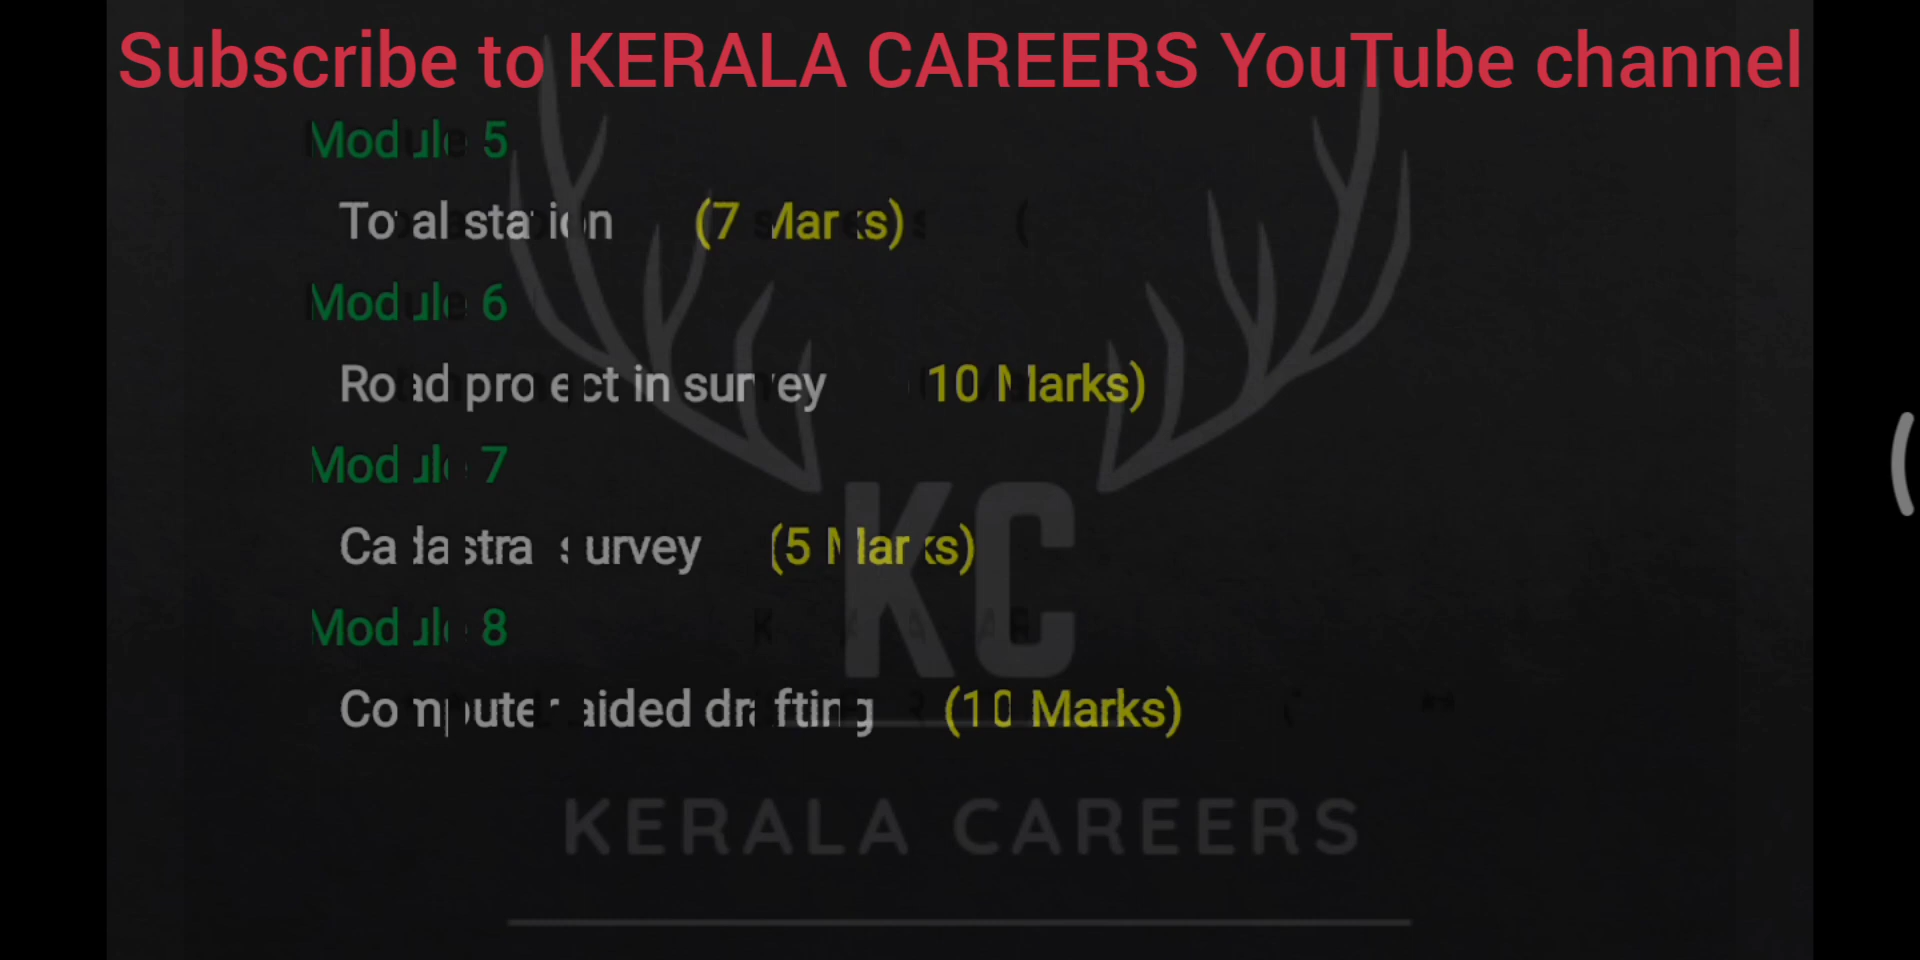 Subscribe to KERALA CAREERS YouTube channel
Module 5
Total station (7 Marks)
Module 6
Road project in survey 10 Marks)
Module 7
Cadastral survey (5 Marks)
Module 8
Computer aided drafting (10 Marks)
KC
KERALA CAREERS